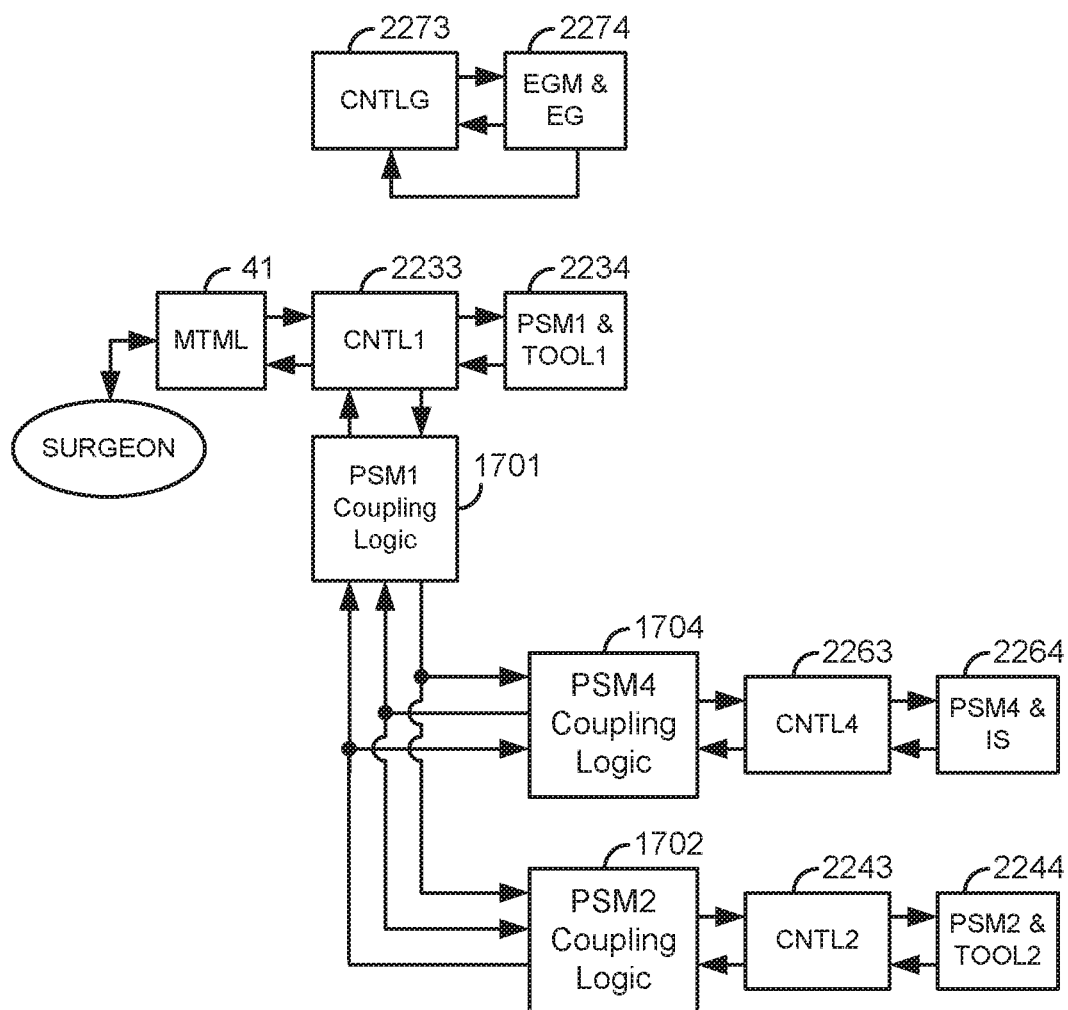 2273
2274
CNTLG
EGM &
EG
41
2233
2234
MTML
CNTL1
PSM1 &
TOOL1
SURGEON
PSM1
Coupling
Logic
1701
1704
2263
2264
PSM4
Coupling
Logic
CNTL4
PSM4 &
IS
1702
2243
2244
PSM2
Coupling
Logic
CNTL2
PSM2 &
TOOL2